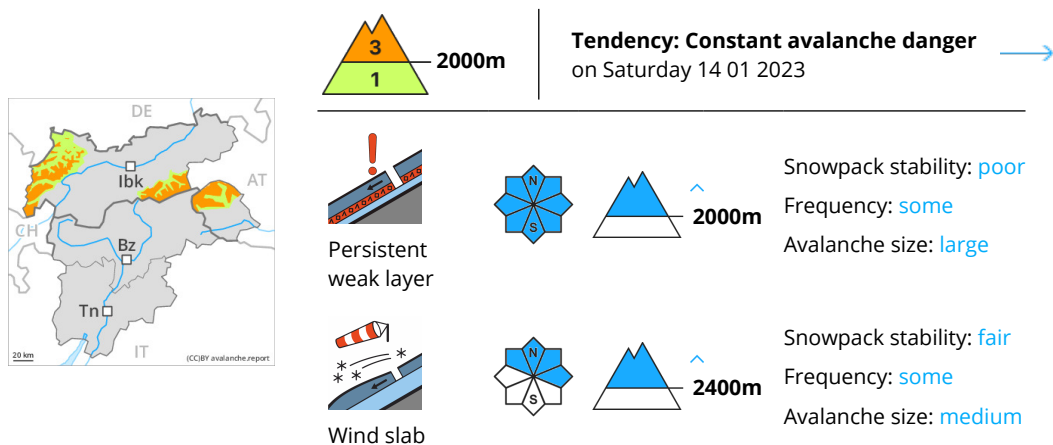 3
1
2000m
Tendency: Constant avalanche danger
on Saturday 14 01 2023
DE
Ibk
AT
CH
Bz
Tn
IT
20 km
(CC)BY avalanche.report
Persistent
weak layer
N
S
2000m
Snowpack stability: poor
Frequency: some
Avalanche size: large
Wind slab
N
S
2400m
Snowpack stability: fair
Frequency: some
Avalanche size: medium